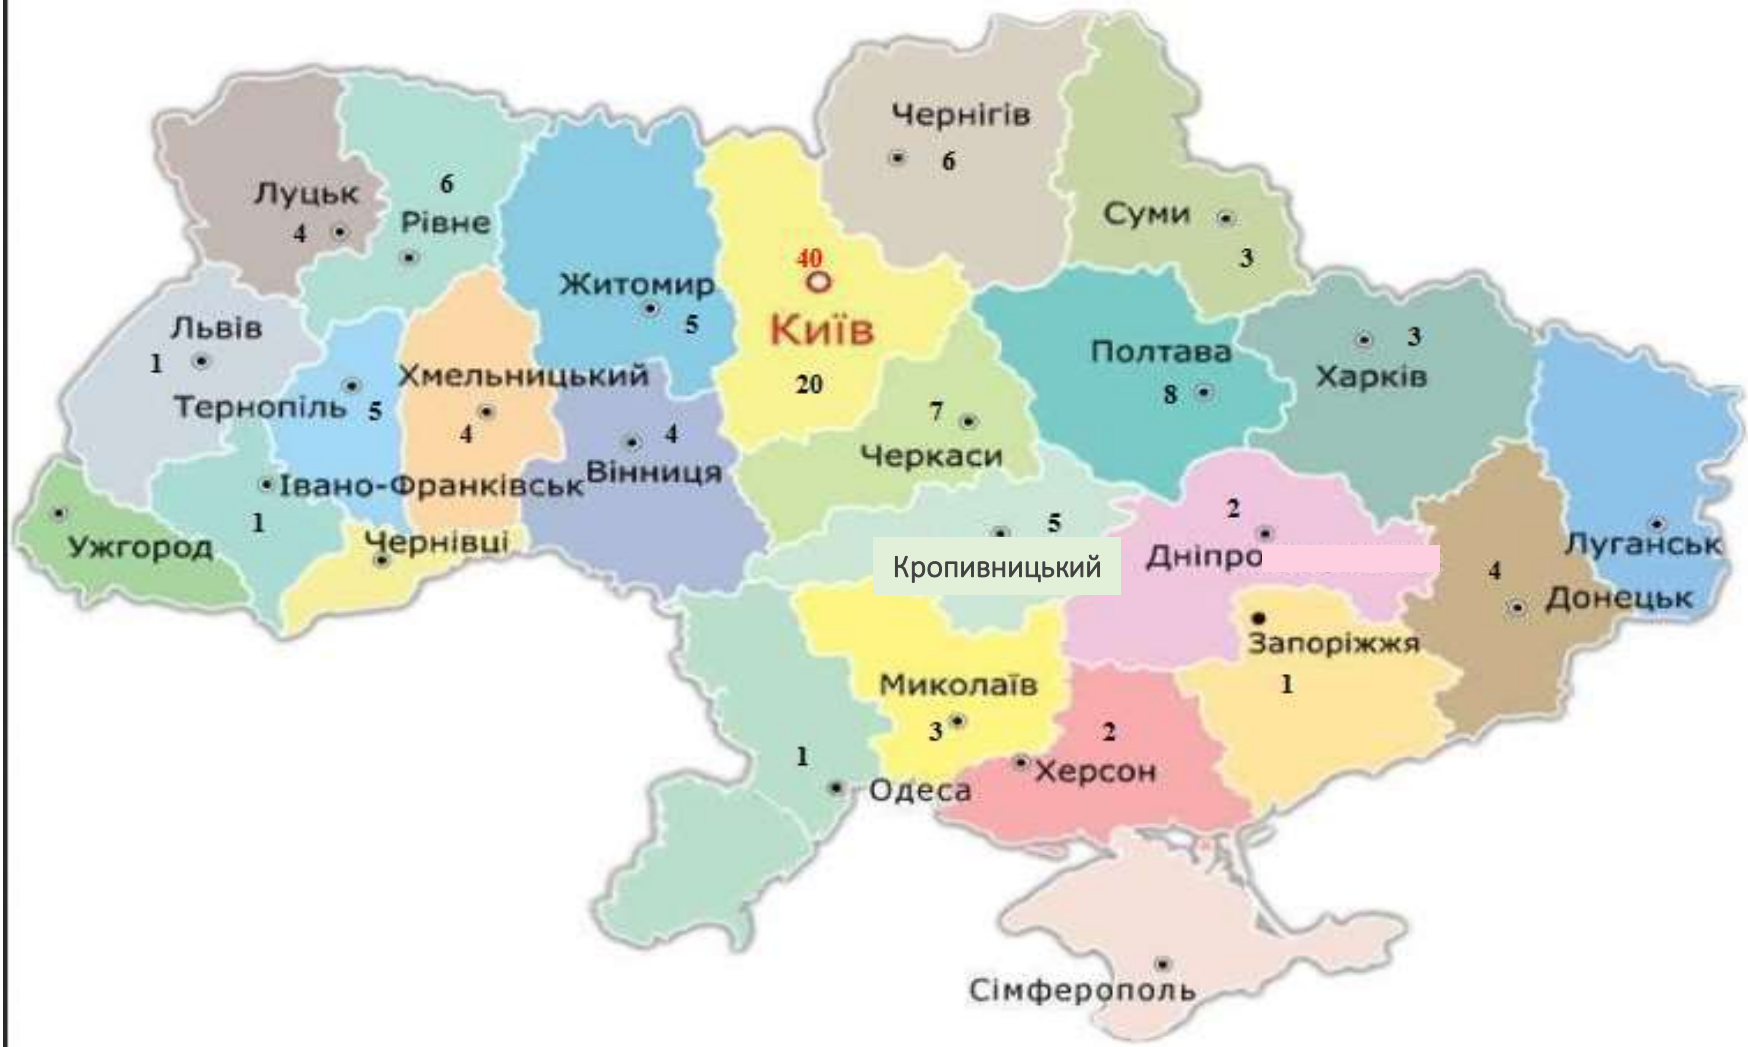 Чернігів
6
Луцьк
4
6
Рівне
Суми
3
40
Київ
20
Житомир
5
Львів
1
Тернопіль
5
Хмельницький
4
Полтава
8
3
Харків
7
Черкаси
4
Вінниця
Івано-Франківськ
1
Ужгород
Чернівці
5
Кропивницький
2
Дніпро
Луганськ
4
Донецьк
Запоріжжя
1
Миколаїв
3
2
Херсон
1
Одеса
Сімферополь